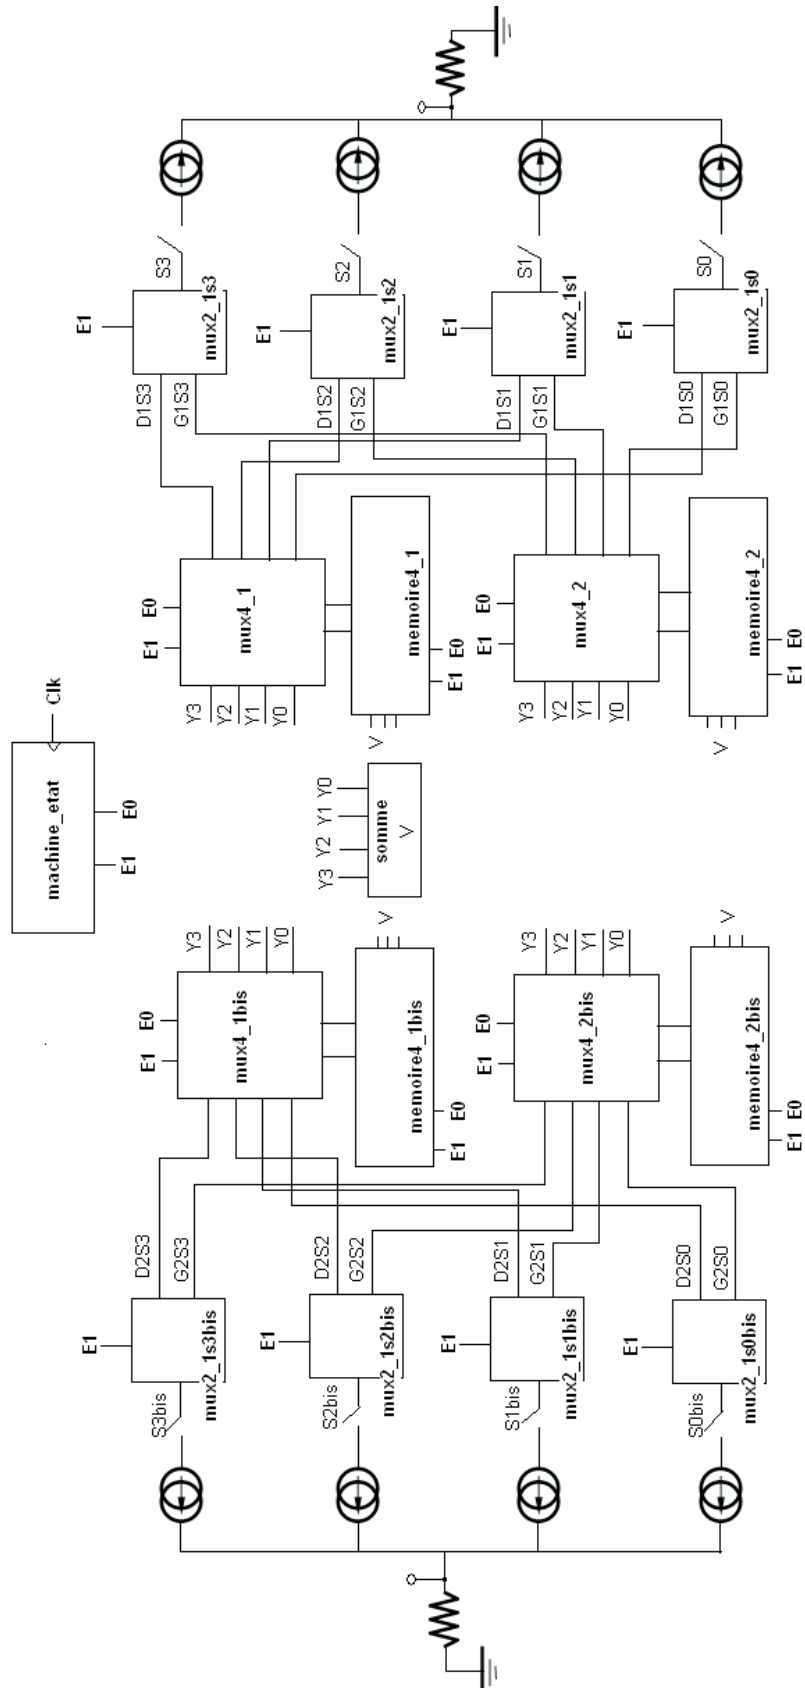 E1
S3
mux2_1s3
D1S3
G1S3
E1
S2
mux2_1s2
D1S2
G1S2
E1
S1
mux2_1s1
D1S1
G1S1
E1
S0
mux2_1s0
D1S0
G1S0
E0
E1
mux4_1
Y3
Y2
Y1
Y0
memoire4_1
E0
E1
V
E0
E1
mux4_2
Y3
Y2
Y1
Y0
memoire4_2
E0
E1
V
Clk
machine_etat
E0
E1
Y3 Y2 Y1 Y0
somme
V
E0
E1
mux4_1bis
Y3
Y2
Y1
Y0
V
memoire4_1bis
E0
E1
E0
E1
mux4_2bis
Y3
Y2
Y1
Y0
V
memoire4_2bis
E0
E1
D2S3
G2S3
E1
mux2_1s3bis
S3bis
D2S2
G2S2
E1
mux2_1s2bis
S2bis
D2S1
G2S1
E1
mux2_1s1bis
S1bis
D2S0
G2S0
E1
mux2_1s0bis
S0bis